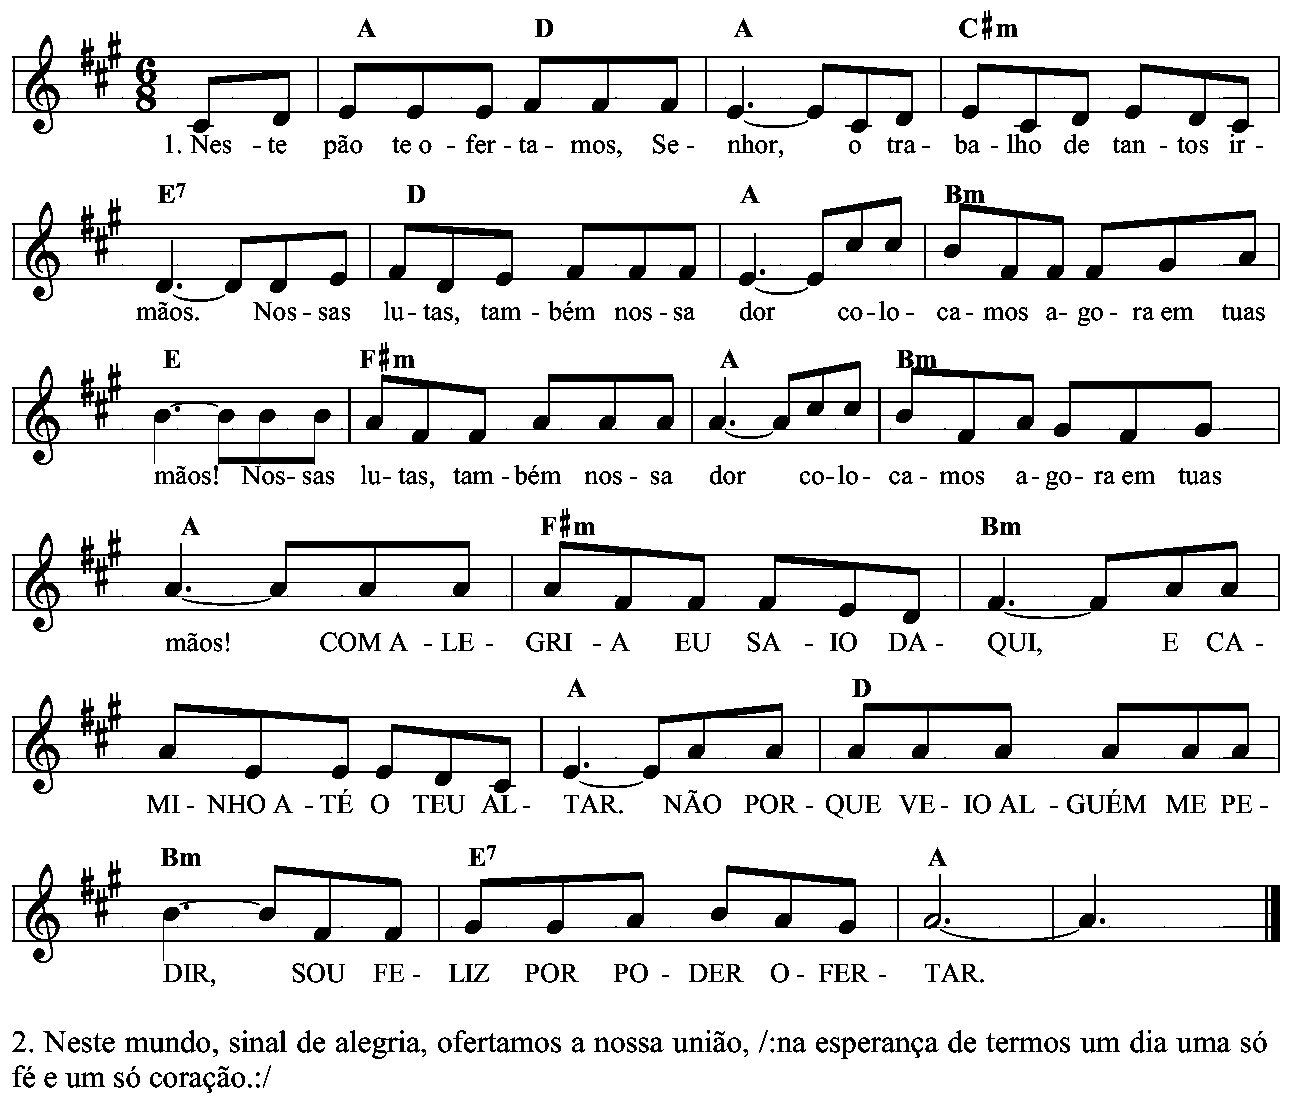 A D A C#m
6
8
1. Nes - te pão te o - fer - ta - mos, Se - nhor, o tra - ba - lho de tan - tos ir -
E7 D A Bm
mãos. Nos - sas lu - tas, tam - bém nos - sa dor co - lo - ca - mos a - go - ra em tuas
E F#m A Bm
mãos! Nos - sas lu - tas, tam - bém nos - sa dor co - lo - ca - mos a - go - ra em tuas
A F#m Bm
mãos! COM A - LE - GRI - A EU SA - IO DA - QUI, E CA -
A D
MI - NHO A - TÉ O TEU AL - TAR. NÃO POR - QUE VE - IO AL - GUÉM ME PE -
Bm E7 A
DIR, SOU FE - LIZ POR PO - DER O - FER - TAR.
2. Neste mundo, sinal de alegria, ofertamos a nossa união, /:na esperança de termos um dia uma só
fé e um só coração.:/